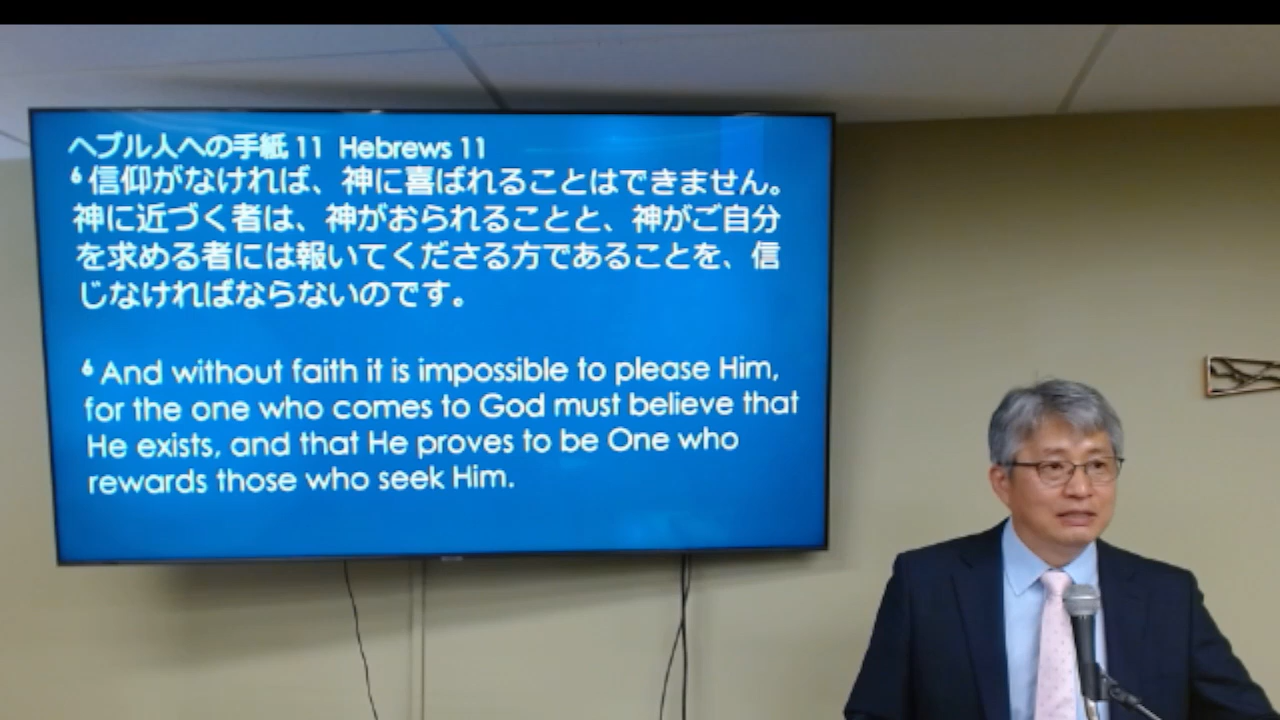 ヘブル人への手紙 11 Hebrews 11
6 信仰がなければ、神に喜ばれることはできません。
神に近づく者は、神がおられることと、神がご自分
を求める者には報いてくださる方であることを、信
じなければならないのです。
6 And without faith it is impossible to please Him,
for the one who comes to God must believe that
He exists, and that He proves to be One who
rewards those who seek Him.